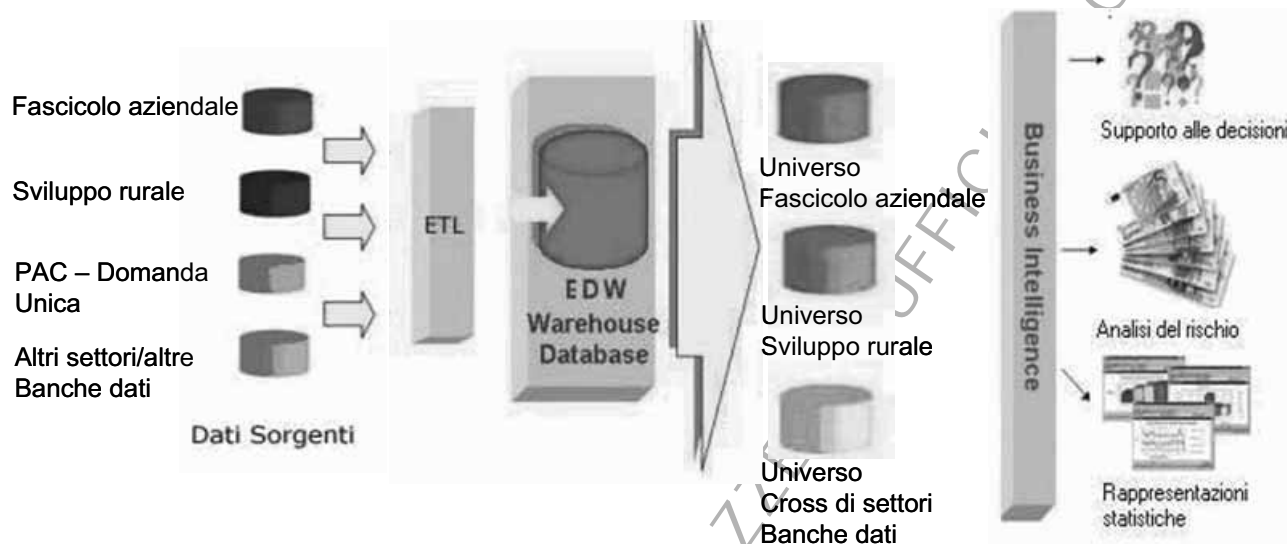 Fascicolo aziendale
Sviluppo rurale
PAC – Domanda
Unica
Altri settori/altre
Banche dati
Dati Sorgenti
ETL
EDW
Warehouse
Database
Universo
Fascicolo aziendale
Universo
Sviluppo rurale
Universo
Cross di settori
Banche dati
Business Intelligence
Supporto alle decisioni
Analisi del rischio
Rappresentazioni
statistiche